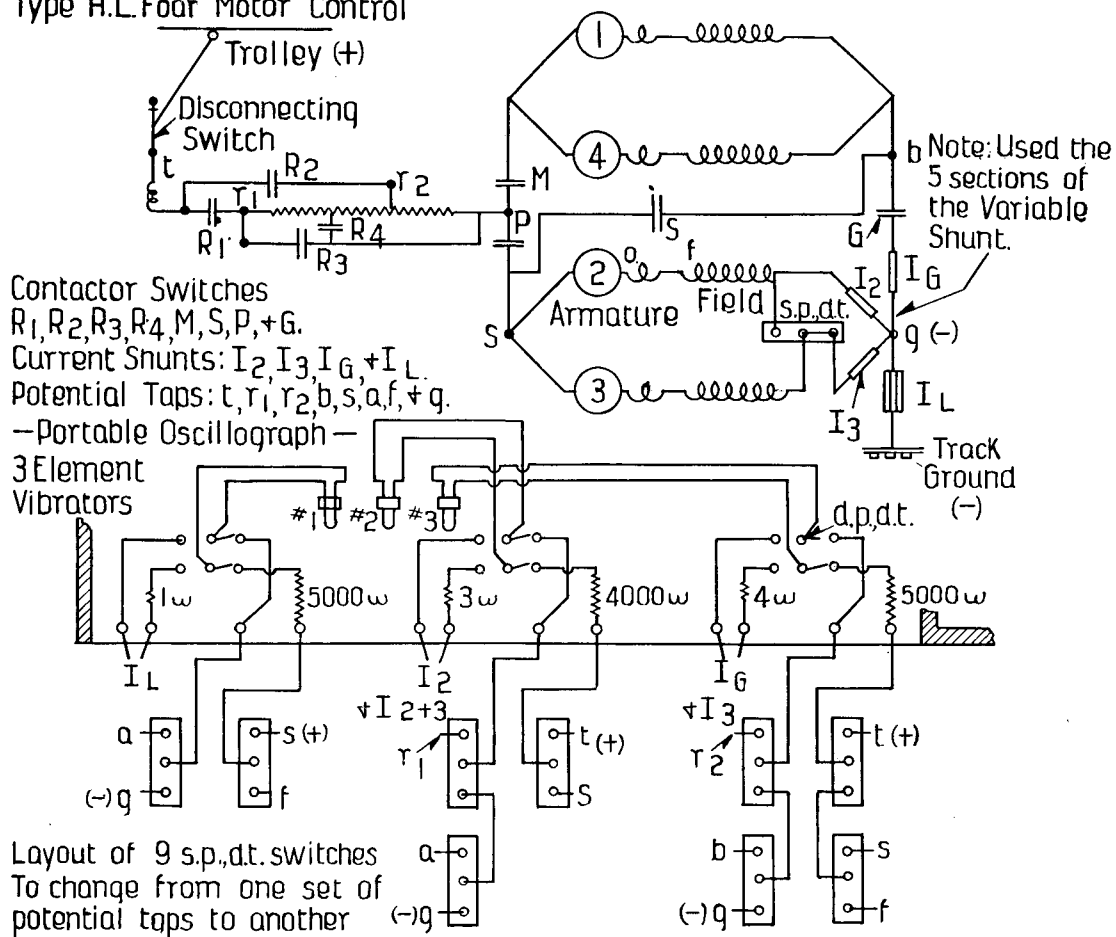 Type H.L. Four Motor Control
Trolley (+)
Disconnecting
Switch
t
R2
r1
r2
R1
R4
R3
M
P
S
1
4
b
Note: Used the
5 sections of
the Variable
Shunt.
G
IG
2
a.
f
Armature
Field
s.p.,d.t.
I2
g (-)
S
3
I3
IL
Track
Ground
(-)
Contactor Switches
R1, R2, R3, R4, M, S, P, + G.
Current Shunts: I2, I3, IG, + IL.
Potential Taps: t, r1, r2, b, s, a, f, + g.
—Portable Oscillograph—
3 Element
Vibrators
#1
#2
#3
d.p.,d.t.
1ω
5000ω
3ω
4000ω
4ω
5000ω
IL
I2
+ I2+3
IG
+ I3
a
(-)g
s(+)
f
r1
t(+)
S
r2
t(+)
a
(-)g
b
(-)g
s
f
Layout of 9 s.p.,d.t. switches
To change from one set of
potential taps to another